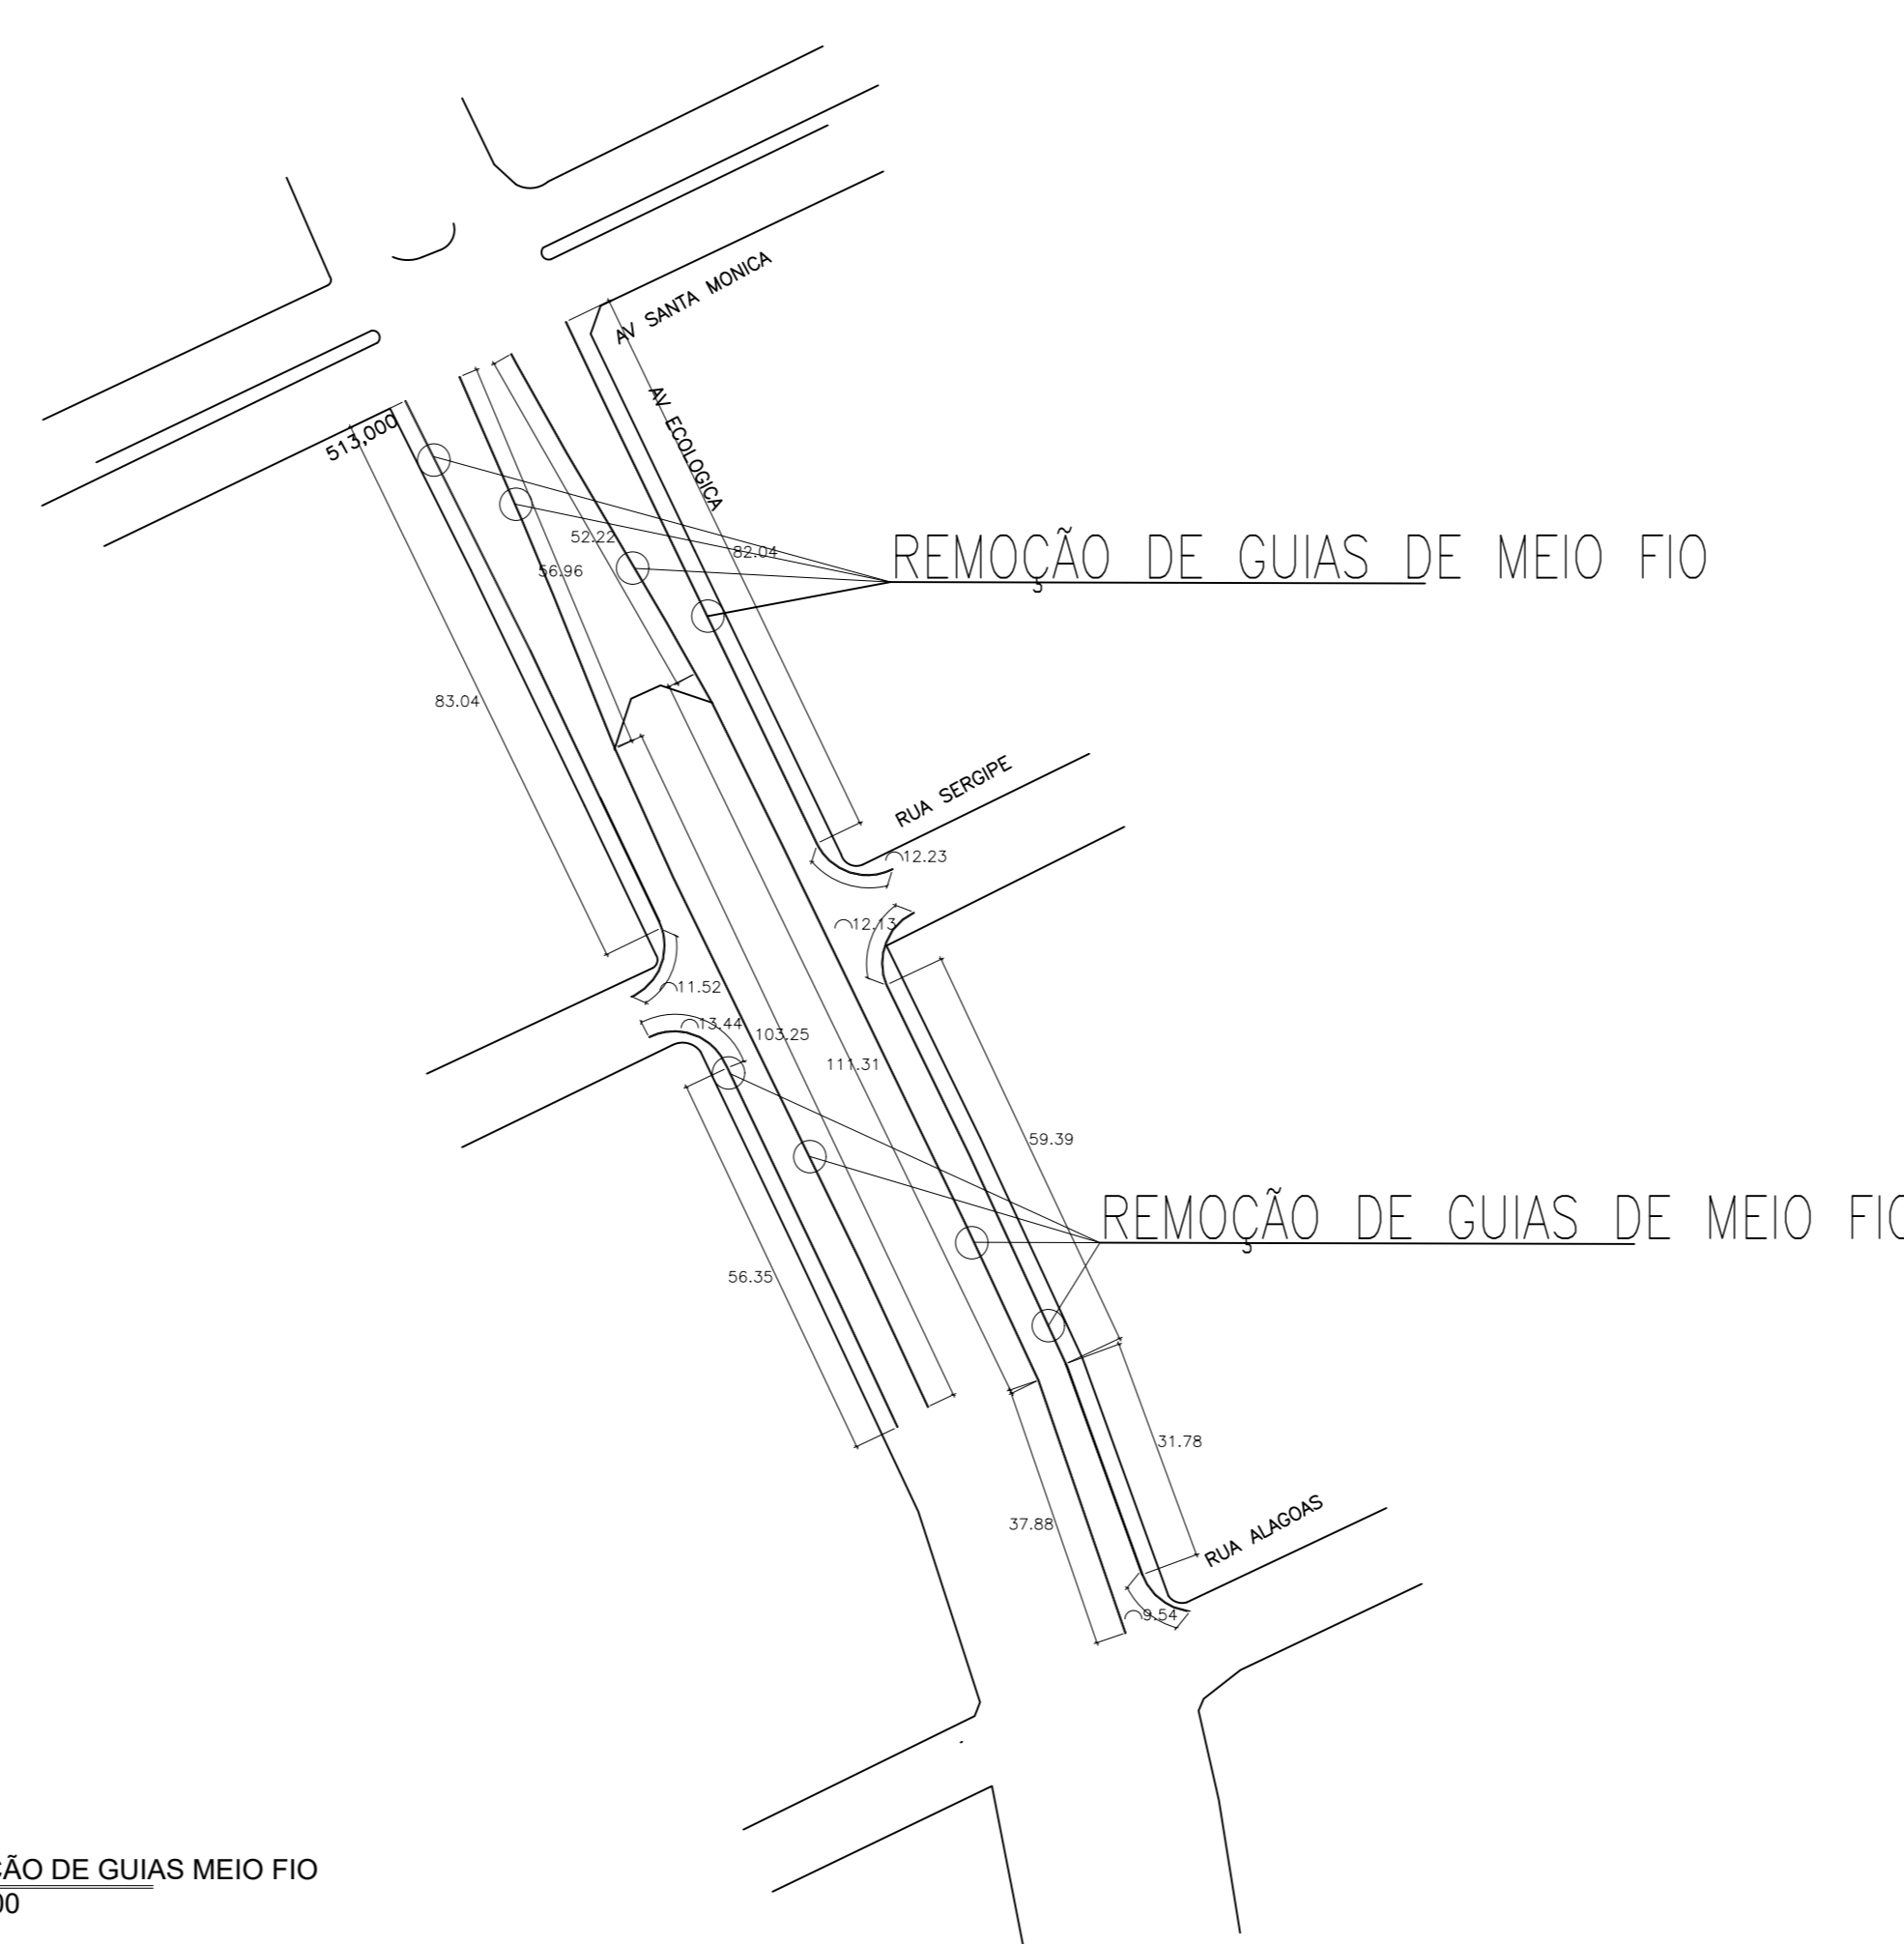 AV SANTA MONICA
AV ECOLOGICA
513,000
52.22
82.04
56.96
REMOÇÃO DE GUIAS DE MEIO FIO
83.04
RUA SERGIPE
12.23
12.13
11.52
13.44
103.25
111.31
59.39
REMOÇÃO DE GUIAS DE MEIO FIO
56.35
31.78
37.88
RUA ALAGOAS
9.54
ÇÃO DE GUIAS MEIO FIO
00